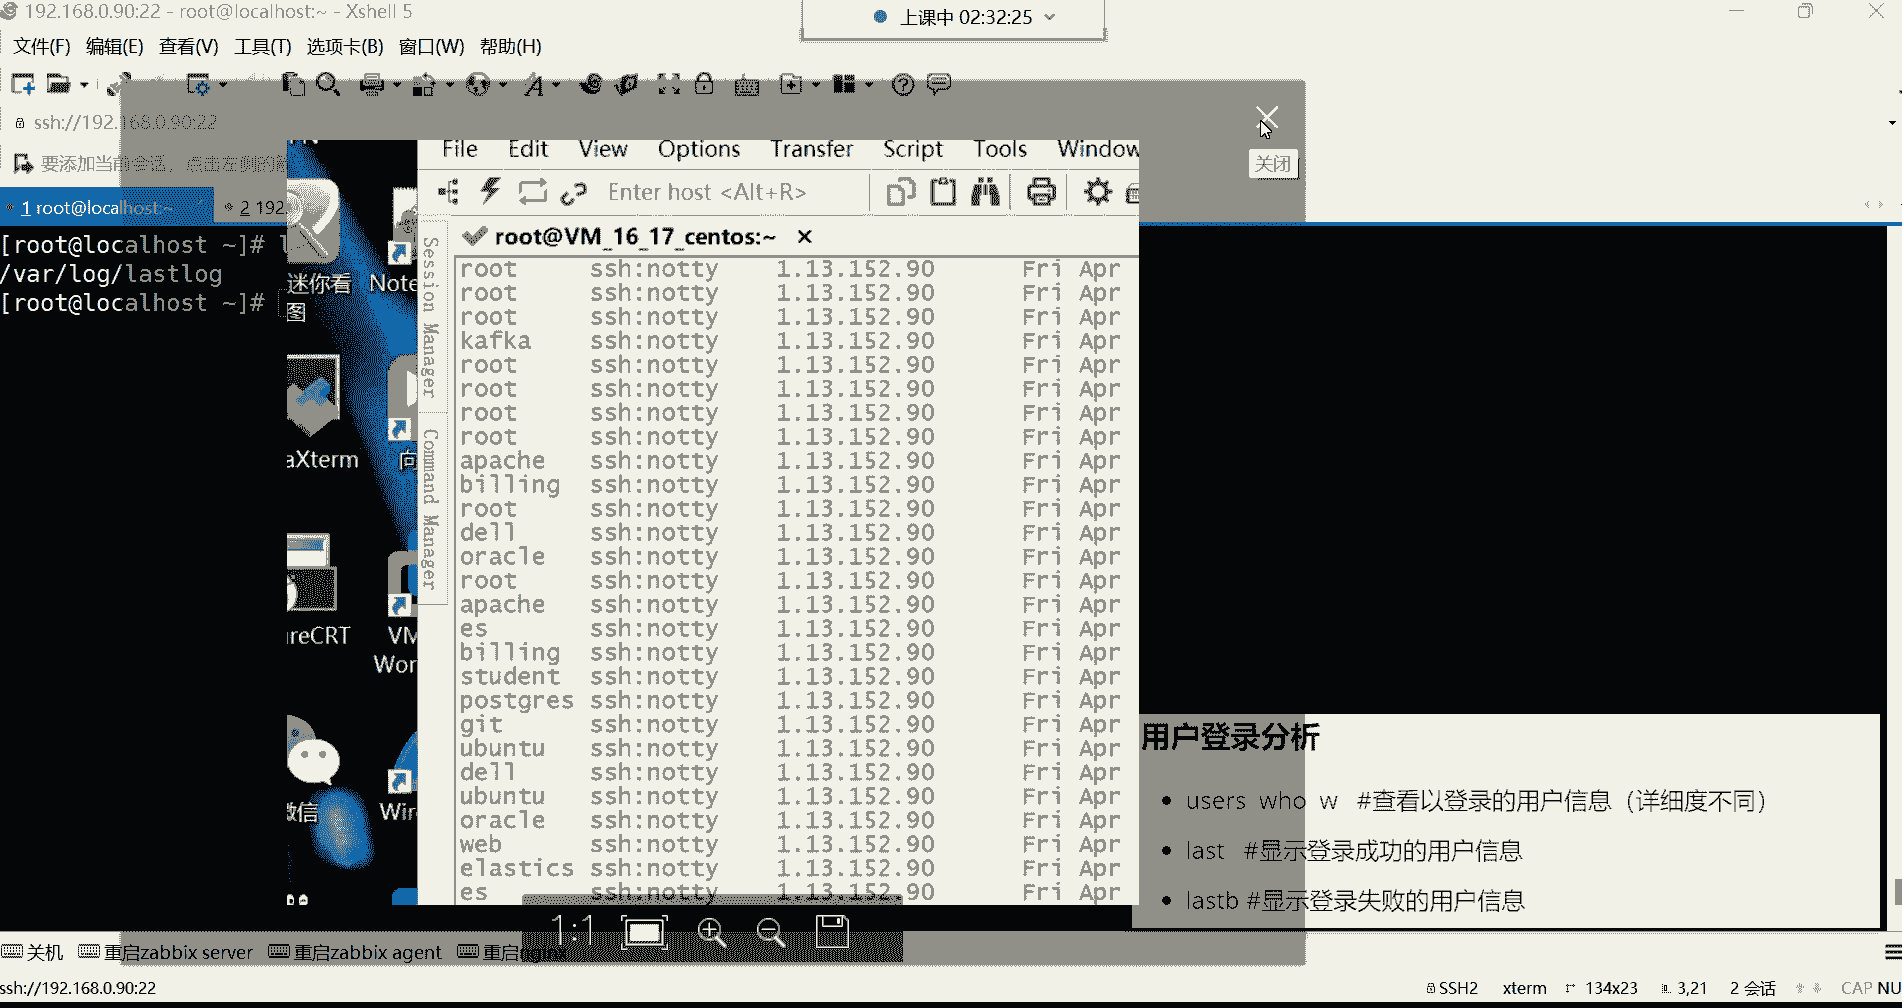 192.168.0.90:22 - root@localhost:~ - Xshell 5
上课中 02:32:25
文件(F) 编辑(E) 查看(V) 工具(T) 选项卡(B) 窗口(W) 帮助(H)
ssh://192.168.0.90:22
要添加当前会话，点击左侧的
关闭
1 root@localhost:~
2 192
[root@localhost ~]# l
/var/log/lastlog
[root@localhost ~]#
迷你看
图
Note
aXterm
向
reCRT
VM
Wor
微信
Wir
File Edit View Options Transfer Script Tools Window
Enter host <Alt+R>
root@VM_16_17_centos:~
Session Manager
Command Manager
root ssh:notty 1.13.152.90 Fri Apr
root ssh:notty 1.13.152.90 Fri Apr
root ssh:notty 1.13.152.90 Fri Apr
kafka ssh:notty 1.13.152.90 Fri Apr
root ssh:notty 1.13.152.90 Fri Apr
root ssh:notty 1.13.152.90 Fri Apr
root ssh:notty 1.13.152.90 Fri Apr
root ssh:notty 1.13.152.90 Fri Apr
apache ssh:notty 1.13.152.90 Fri Apr
billing ssh:notty 1.13.152.90 Fri Apr
root ssh:notty 1.13.152.90 Fri Apr
dell ssh:notty 1.13.152.90 Fri Apr
oracle ssh:notty 1.13.152.90 Fri Apr
root ssh:notty 1.13.152.90 Fri Apr
apache ssh:notty 1.13.152.90 Fri Apr
es ssh:notty 1.13.152.90 Fri Apr
billing ssh:notty 1.13.152.90 Fri Apr
student ssh:notty 1.13.152.90 Fri Apr
postgres ssh:notty 1.13.152.90 Fri Apr
git ssh:notty 1.13.152.90 Fri Apr
ubuntu ssh:notty 1.13.152.90 Fri Apr
dell ssh:notty 1.13.152.90 Fri Apr
ubuntu ssh:notty 1.13.152.90 Fri Apr
oracle ssh:notty 1.13.152.90 Fri Apr
web ssh:notty 1.13.152.90 Fri Apr
elastics ssh:notty 1.13.152.90 Fri Apr
es ssh:notty 1.13.152.90 Fri Apr
1:1
用户登录分析
• users who w #查看以登录的用户信息（详细度不同）
• last #显示登录成功的用户信息
• lastb #显示登录失败的用户信息
关机 重启zabbix server 重启zabbix agent 重启nginx
ssh://192.168.0.90:22
SSH2 xterm 134x23 3,21 2 会话 CAP NU